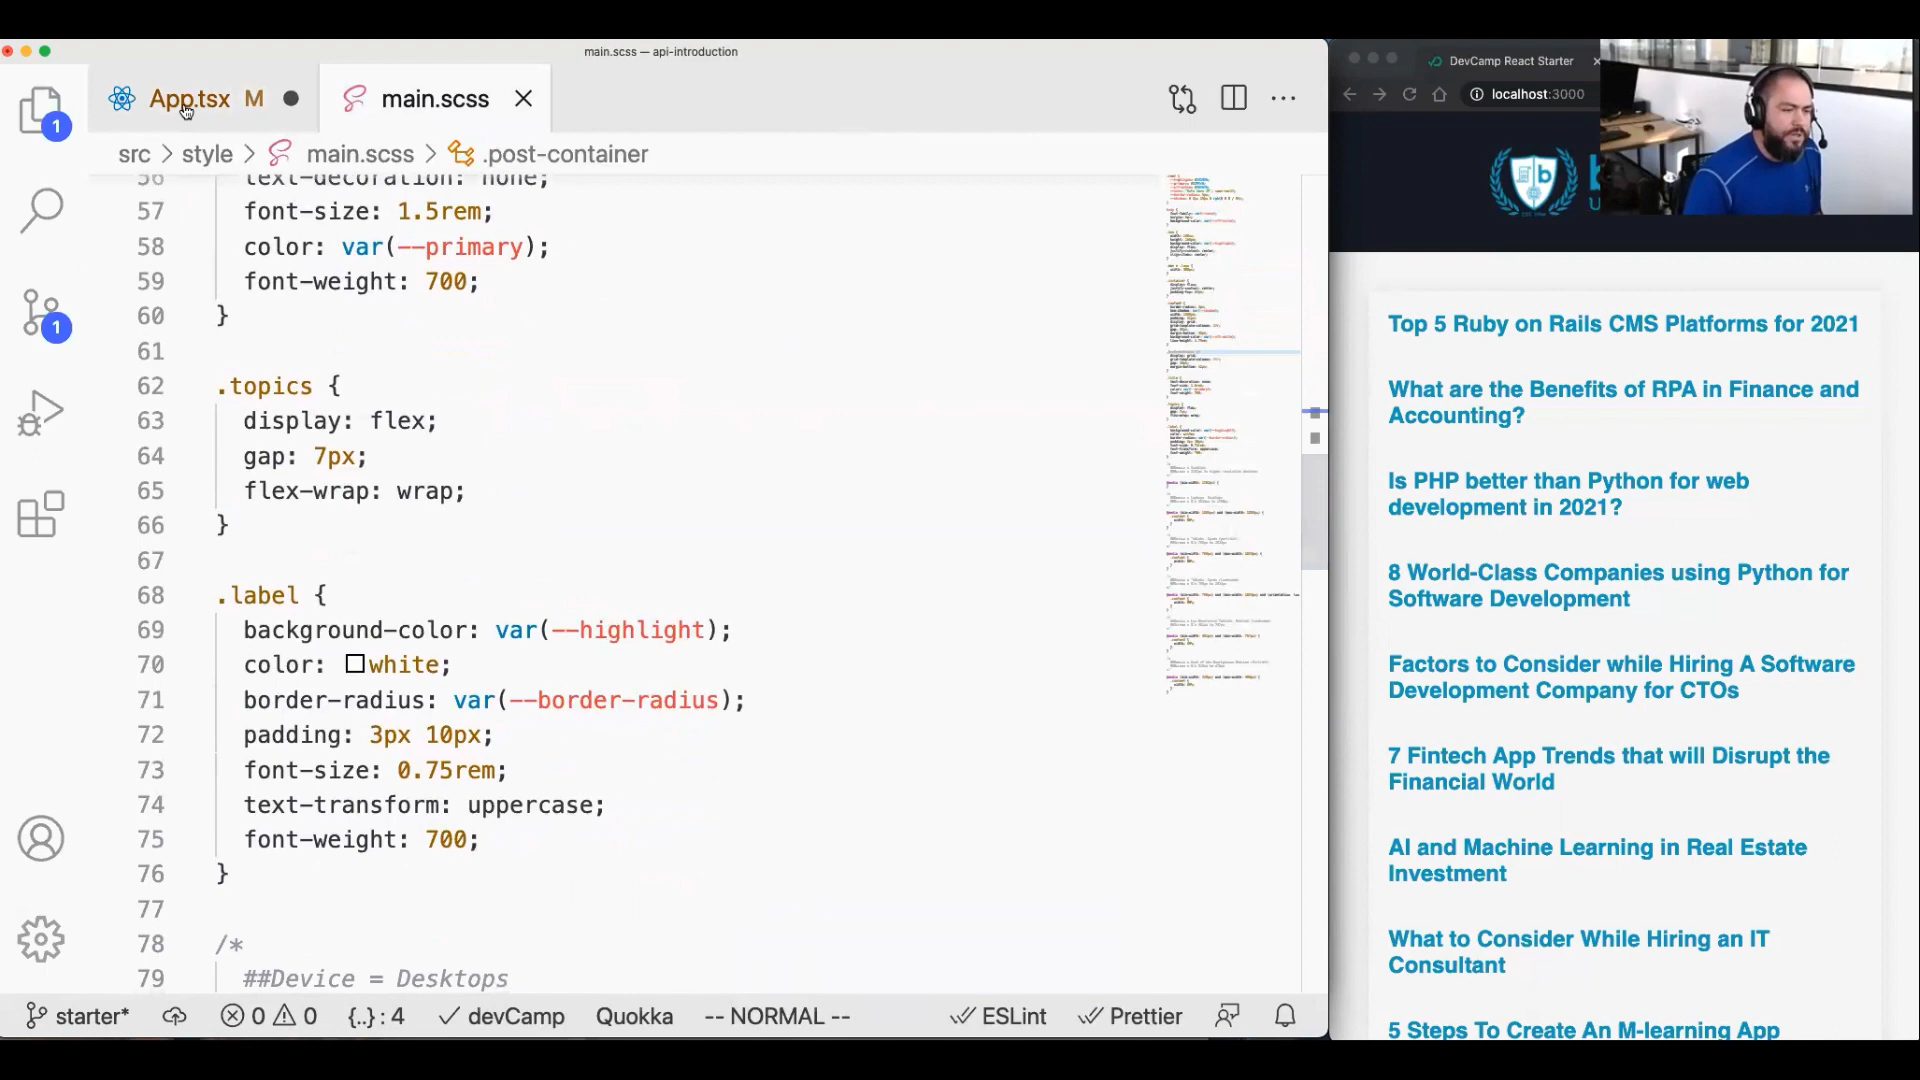 main.scss — api-introduction
App.tsx M
main.scss
src > style > main.scss > .post-container
56 text-decoration: none;
57 font-size: 1.5rem;
58 color: var(--primary);
59 font-weight: 700;
60 }
61
62 .topics {
63 display: flex;
64 gap: 7px;
65 flex-wrap: wrap;
66 }
67
68 .label {
69 background-color: var(--highlight);
70 color: white;
71 border-radius: var(--border-radius);
72 padding: 3px 10px;
73 font-size: 0.75rem;
74 text-transform: uppercase;
75 font-weight: 700;
76 }
77
78 /*
79 ##Device = Desktops
1
1
starter* 0 0 {..} : 4 devCamp Quokka -- NORMAL -- ESLint Prettier
DevCamp React Starter
localhost:3000
b
Top 5 Ruby on Rails CMS Platforms for 2021
What are the Benefits of RPA in Finance and
Accounting?
Is PHP better than Python for web
development in 2021?
8 World-Class Companies using Python for
Software Development
Factors to Consider while Hiring A Software
Development Company for CTOs
7 Fintech App Trends that will Disrupt the
Financial World
AI and Machine Learning in Real Estate
Investment
What to Consider While Hiring an IT
Consultant
5 Steps To Create An M-learning App